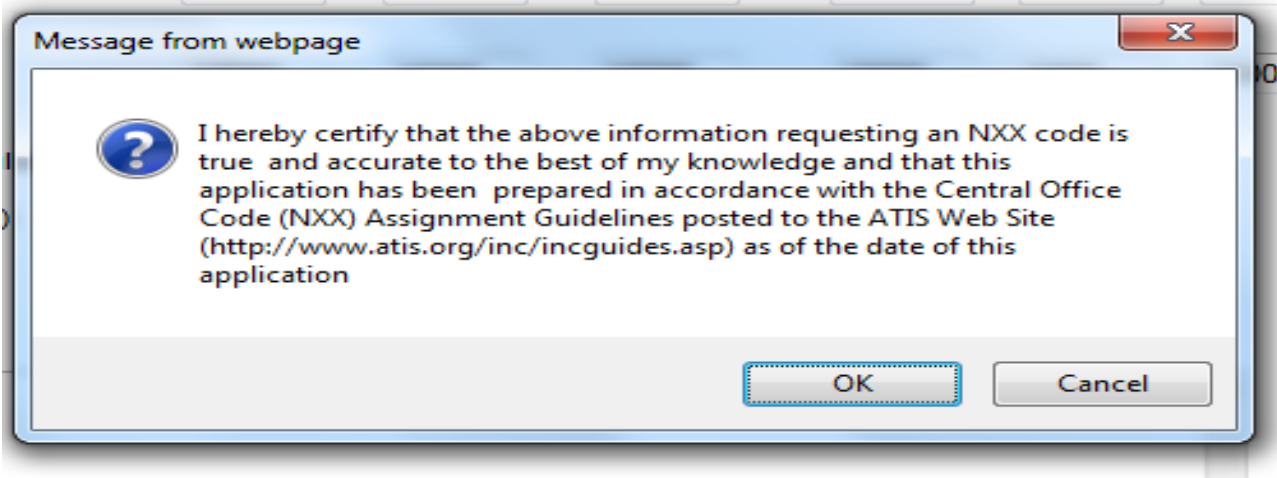 Message from webpage
I hereby certify that the above information requesting an NXX code is
true  and accurate to the best of my knowledge and that this
application has been  prepared in accordance with the Central Office
Code (NXX) Assignment Guidelines posted to the ATIS Web Site
(http://www.atis.org/inc/incguides.asp) as of the date of this
application
OK Cancel